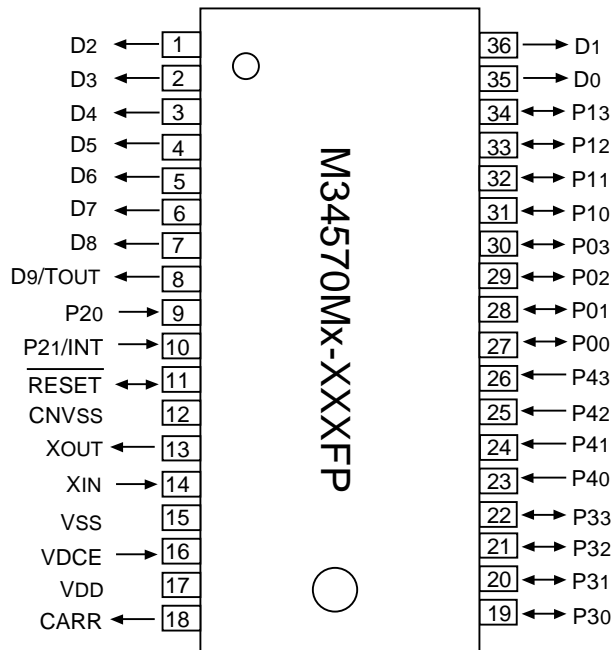 D2 1 36 D1
D3 2 35 D0
D4 3 34 P13
D5 4 33 P12
D6 5 32 P11
D7 6 31 P10
D8 7 30 P03
D9/TOUT 8 29 P02
P20 9 28 P01
P21/INT 10 27 P00
RESET 11 26 P43
CNVSS 12 25 P42
XOUT 13 24 P41
XIN 14 23 P40
VSS 15 22 P33
VDCE 16 21 P32
VDD 17 20 P31
CARR 18 19 P30
M34570Mx-XXXFP